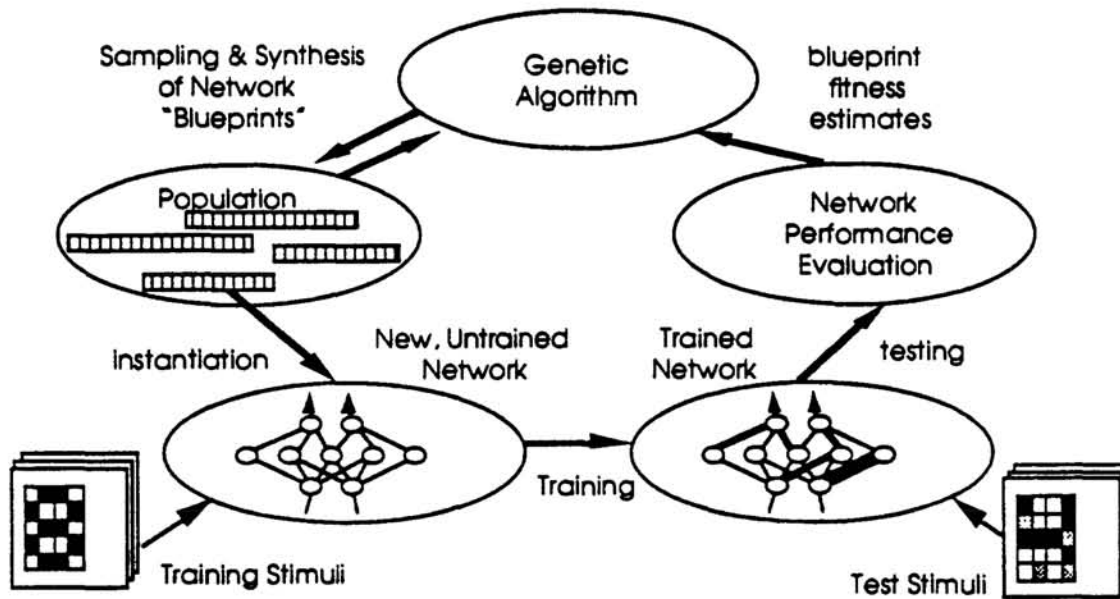 Sampling & Synthesis
of Network
"Blueprints"
Genetic
Algorithm
blueprint
fitness
estimates
Population
Network
Performance
Evaluation
instantiation
New, Untrained
Network
Trained
Network
testing
Training
Training Stimuli
Test Stimuli